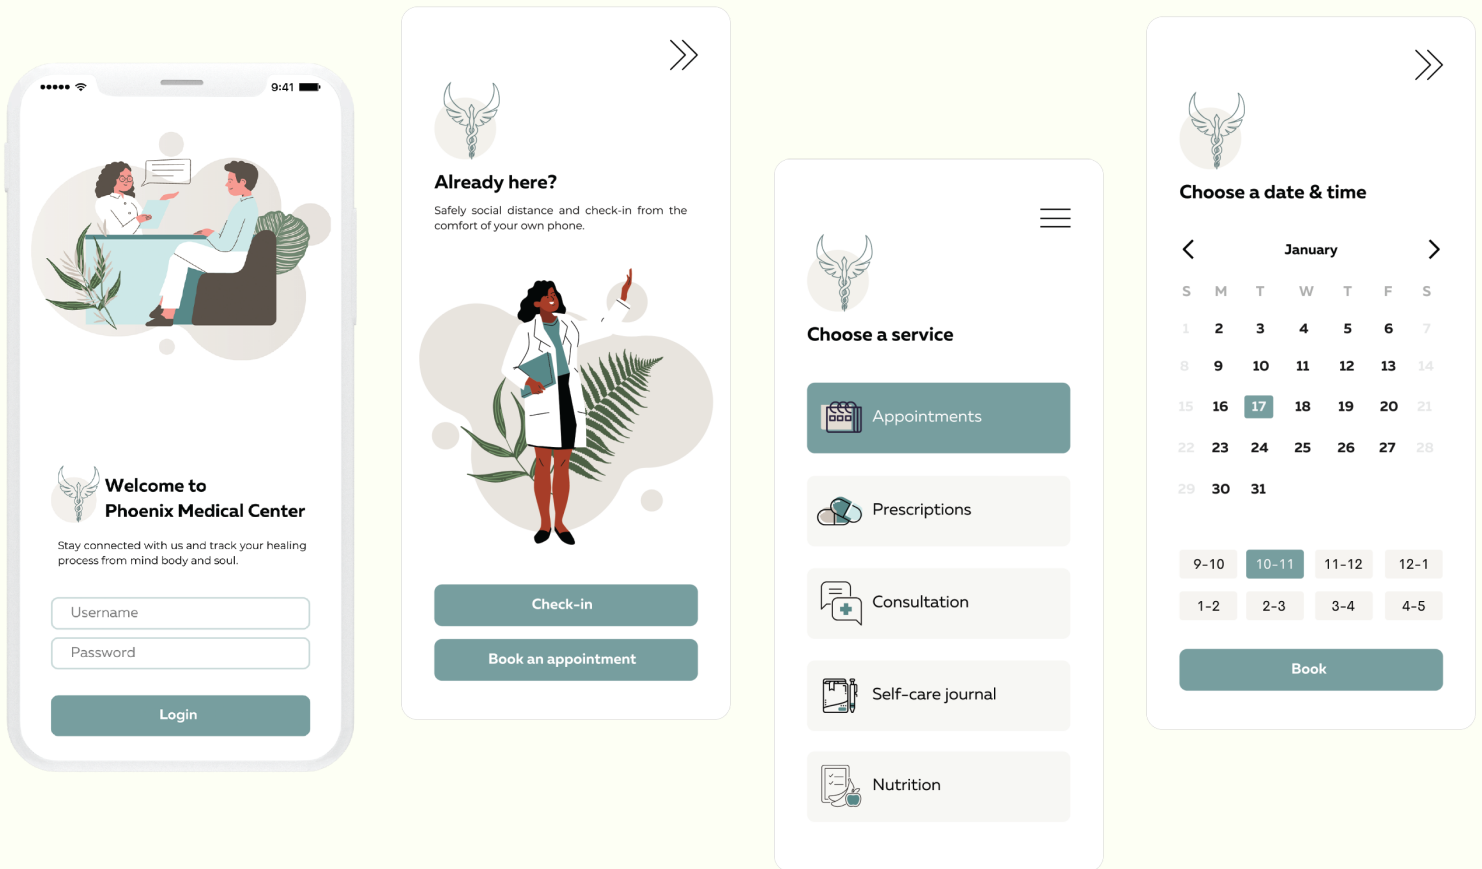 9:41
Welcome to
Phoenix Medical Center
Stay connected with us and track your healing
process from mind body and soul.
Username
Password
Login
Already here?
Safely social distance and check-in from the
comfort of your own phone.
Check-in
Book an appointment
Choose a service
Appointments
Prescriptions
Consultation
Self-care journal
Nutrition
Choose a date & time
January
S M T W T F S
1 2 3 4 5 6 7
8 9 10 11 12 13 14
15 16 17 18 19 20 21
22 23 24 25 26 27 28
29 30 31
9-10 10-11 11-12 12-1
1-2 2-3 3-4 4-5
Book